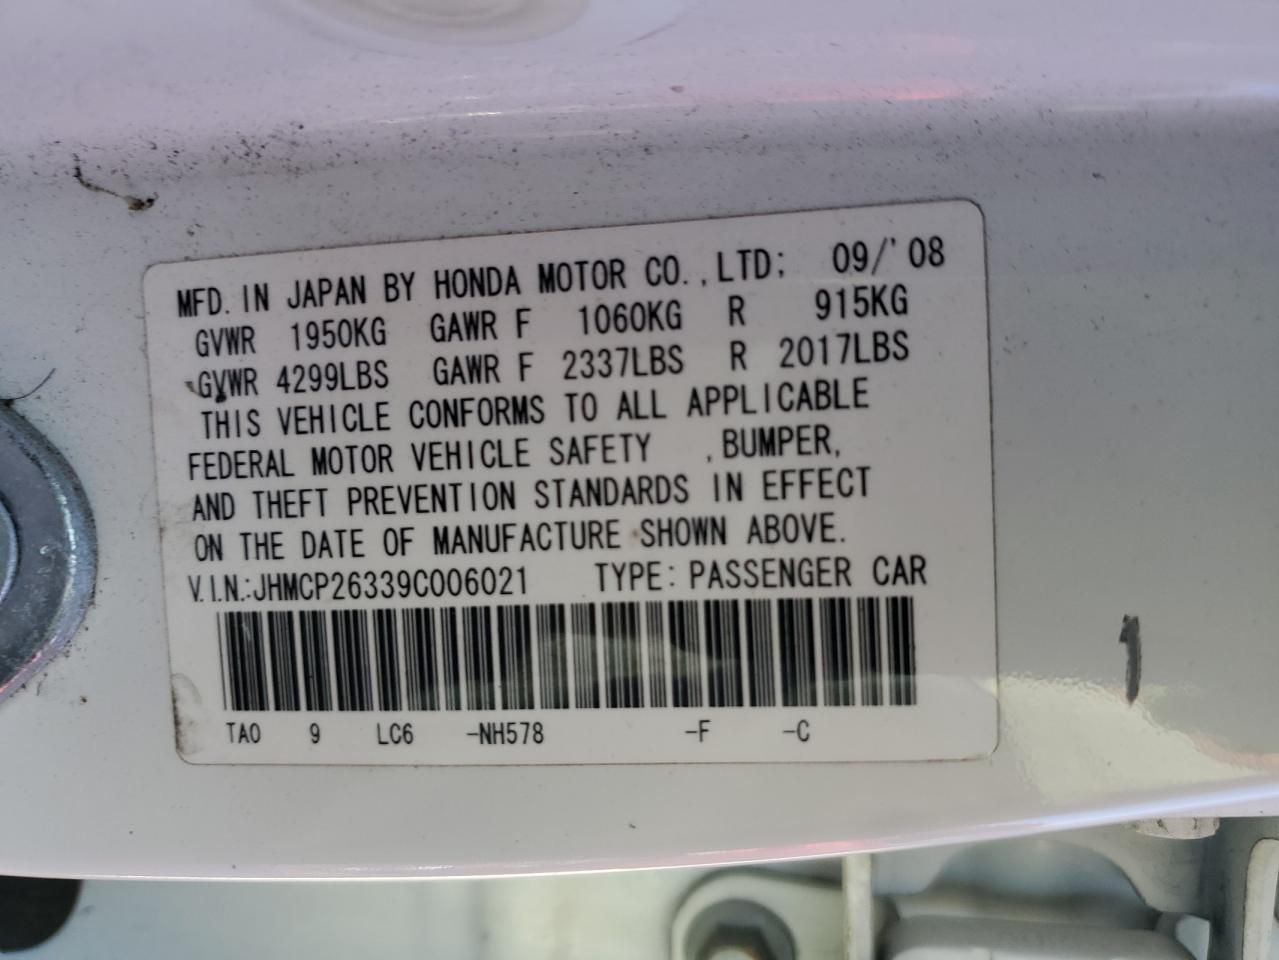 MFD. IN JAPAN BY HONDA MOTOR CO.,LTD; 09/'08
GVWR 1950KG GAWR F 1060KG R 915KG
GVWR 4299LBS GAWR F 2337LBS R 2017LBS
THIS VEHICLE CONFORMS TO ALL APPLICABLE
FEDERAL MOTOR VEHICLE SAFETY ,BUMPER,
AND THEFT PREVENTION STANDARDS IN EFFECT
ON THE DATE OF MANUFACTURE SHOWN ABOVE.
V.I.N.:JHMCP26339C006021 TYPE: PASSENGER CAR
TAO 9 LC6 -NH578 -F -C
1